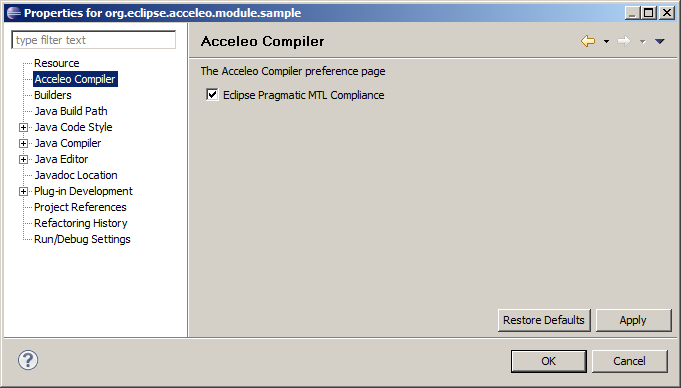 Properties for org.eclipse.acceleo.module.sample
type filter text
Resource
Acceleo Compiler
Builders
Java Build Path
Java Code Style
Java Compiler
Java Editor
Javadoc Location
Plug-in Development
Project References
Refactoring History
Run/Debug Settings
Acceleo Compiler
The Acceleo Compiler preference page
Eclipse Pragmatic MTL Compliance
Restore Defaults
Apply
?
OK
Cancel